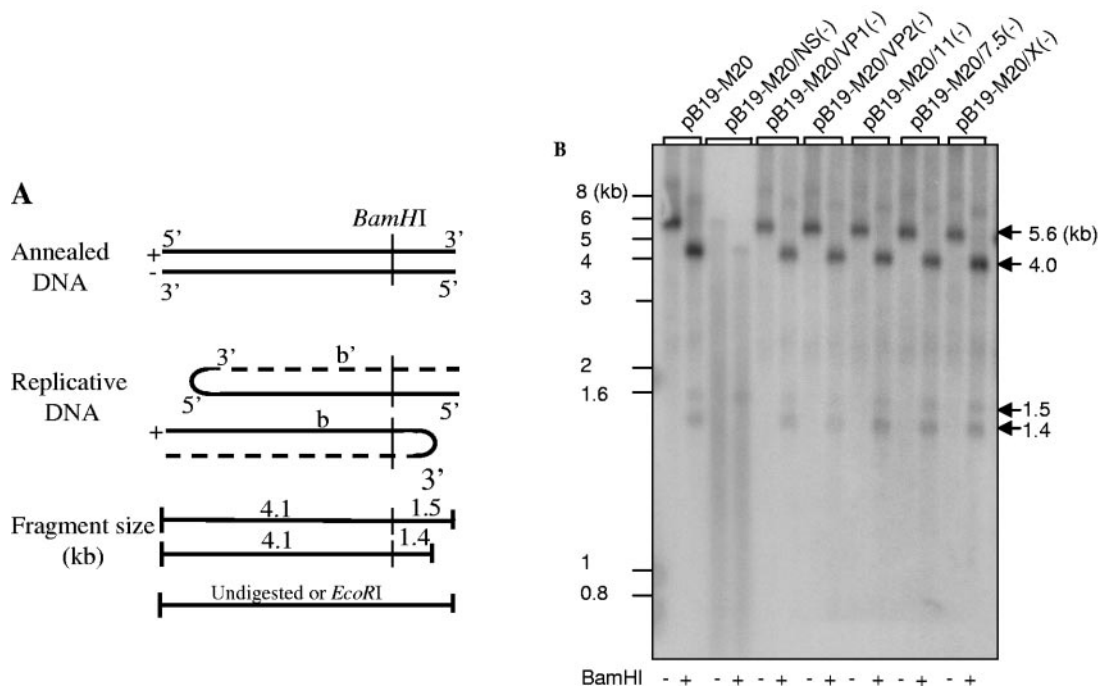 A
BamHI
5' 3'
+
Annealed
DNA
-
3' 5'
3' b'
Replicative
DNA
5' 5'
+ b
3'
Fragment size
(kb)
4.1 1.5
4.1 1.4
Undigested or EcoRI
B
pB19-M20
pB19-M20/NS(-)
pB19-M20/VP1(-)
pB19-M20/VP2(-)
pB19-M20/11(-)
pB19-M20/7.5(-)
pB19-M20/X(-)
8 (kb)
6
5
4
3
2
1.6
1
0.8
5.6 (kb)
4.0
1.5
1.4
BamHI - + - + - + - + - + - + - +